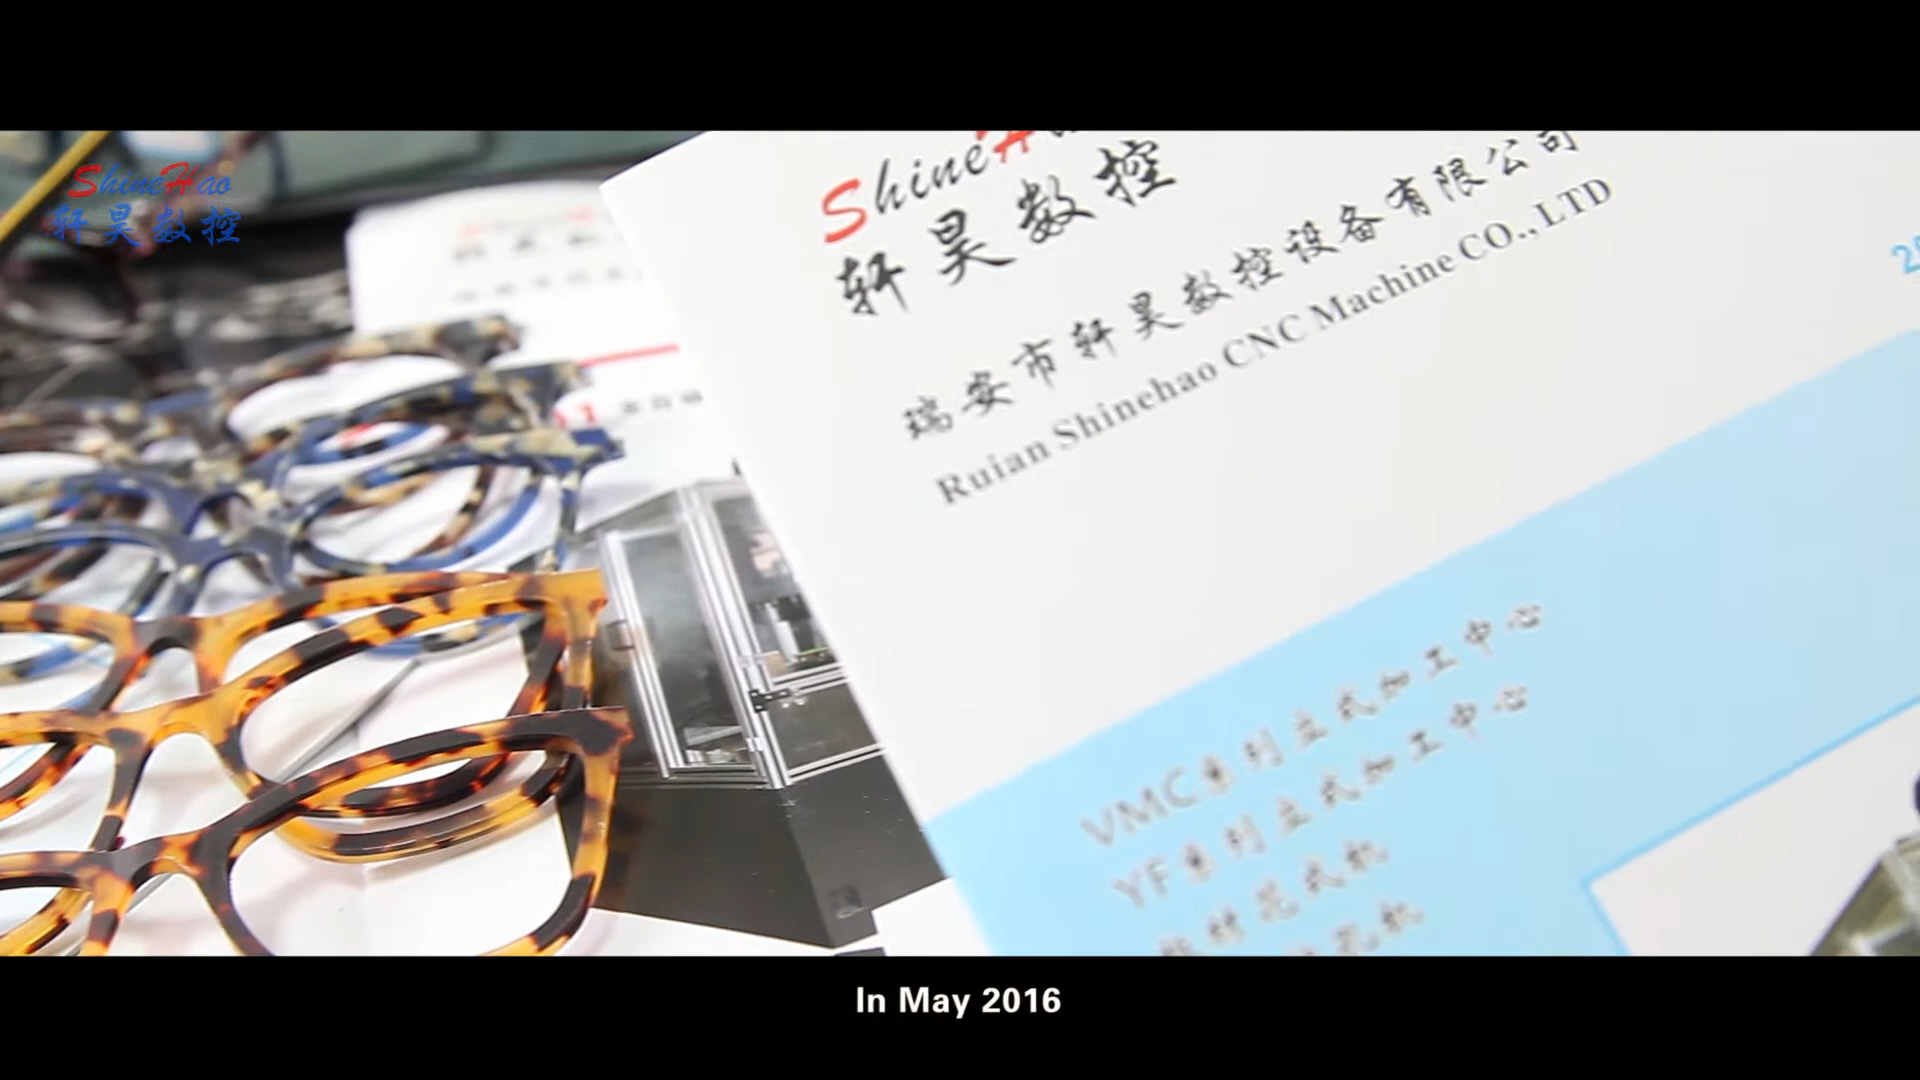 ShineHao
轩昊数控
Shine
轩昊数控
瑞安市轩昊数控设备有限公司
Ruian Shinehao CNC Machine CO.,LTD
VMC系列立式加工中心
YF系列立式加工中心
In May 2016